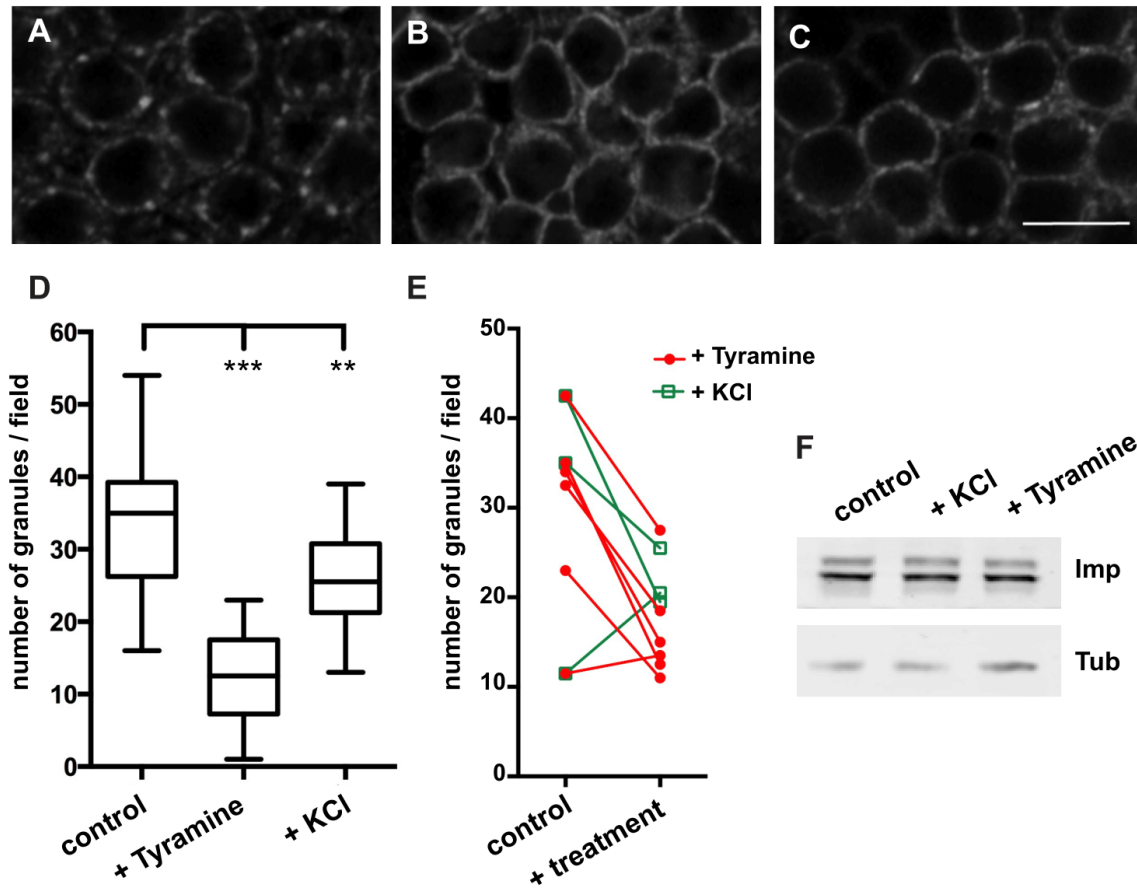 A
B
C
D
number of granules / field
60
50
40
30
20
10
0
***
**
control
+ Tyramine
+ KCl
E
number of granules / field
50
40
30
20
10
0
+ Tyramine
+ KCl
control
+ treatment
F
control
+ KCl
+ Tyramine
Imp
Tub